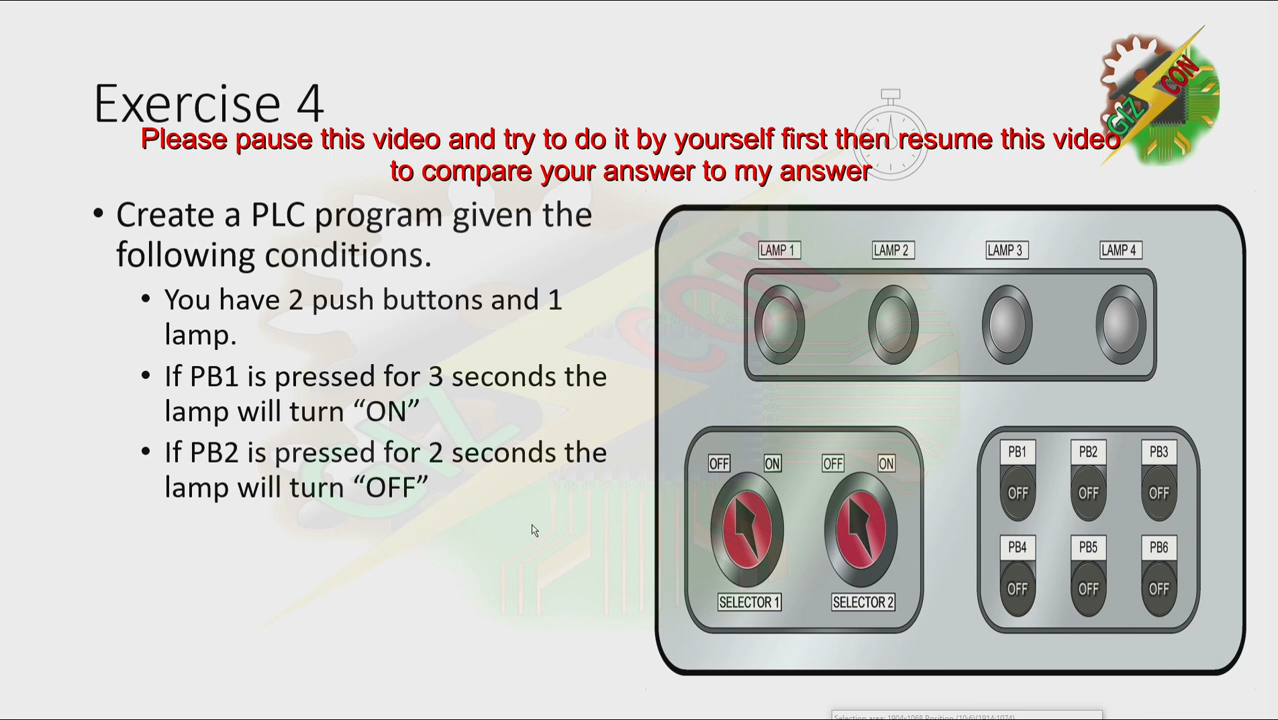 Exercise 4
Please pause this video and try to do it by yourself first then resume this video
to compare your answer to my answer
GIZ
CON
• Create a PLC program given the
following conditions.
• You have 2 push buttons and 1
lamp.
• If PB1 is pressed for 3 seconds the
lamp will turn “ON”
• If PB2 is pressed for 2 seconds the
lamp will turn “OFF”
LAMP 1
LAMP 2
LAMP 3
LAMP 4
OFF
ON
SELECTOR 1
OFF
ON
SELECTOR 2
PB1
PB2
PB3
OFF
OFF
OFF
PB4
PB5
PB6
OFF
OFF
OFF
GIZ
CON